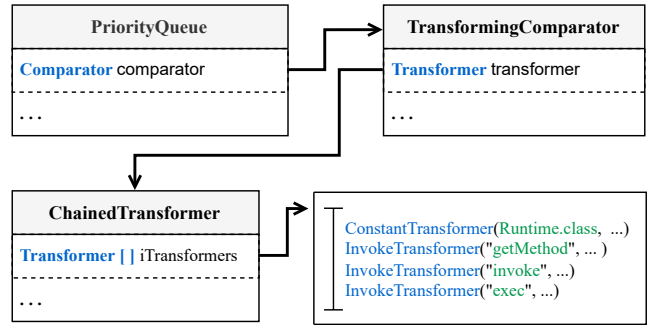 PriorityQueue
Comparator comparator
...
TransformingComparator
Transformer transformer
...
ChainedTransformer
Transformer [ ] iTransformers
...
ConstantTransformer(Runtime.class, ...)
InvokeTransformer("getMethod", ... )
InvokeTransformer("invoke", ...)
InvokeTransformer("exec", ...)